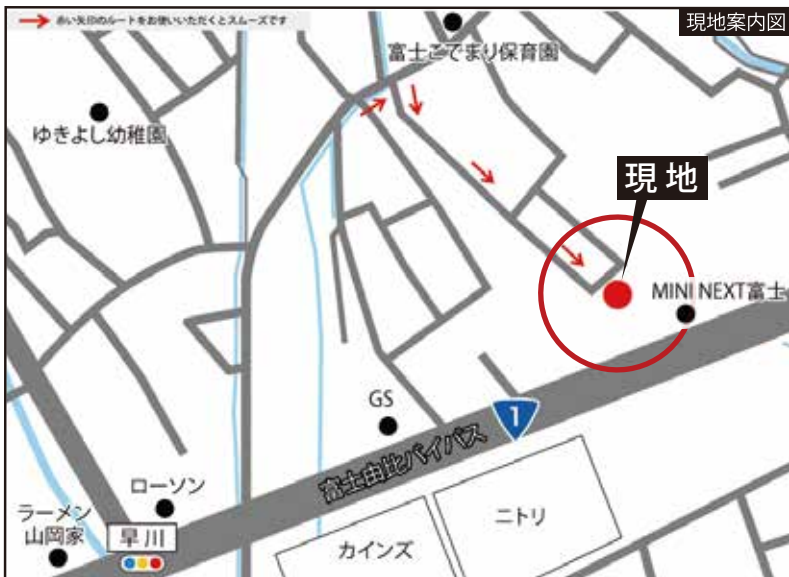 赤い矢印のルートをお使いいただくとスムーズです
現地案内図
富士こでまり保育園
ゆきよし幼稚園
現地
MINI NEXT富士
GS
1
富士由比バイパス
ローソン
ニトリ
ラーメン
山岡家
早川
カインズ